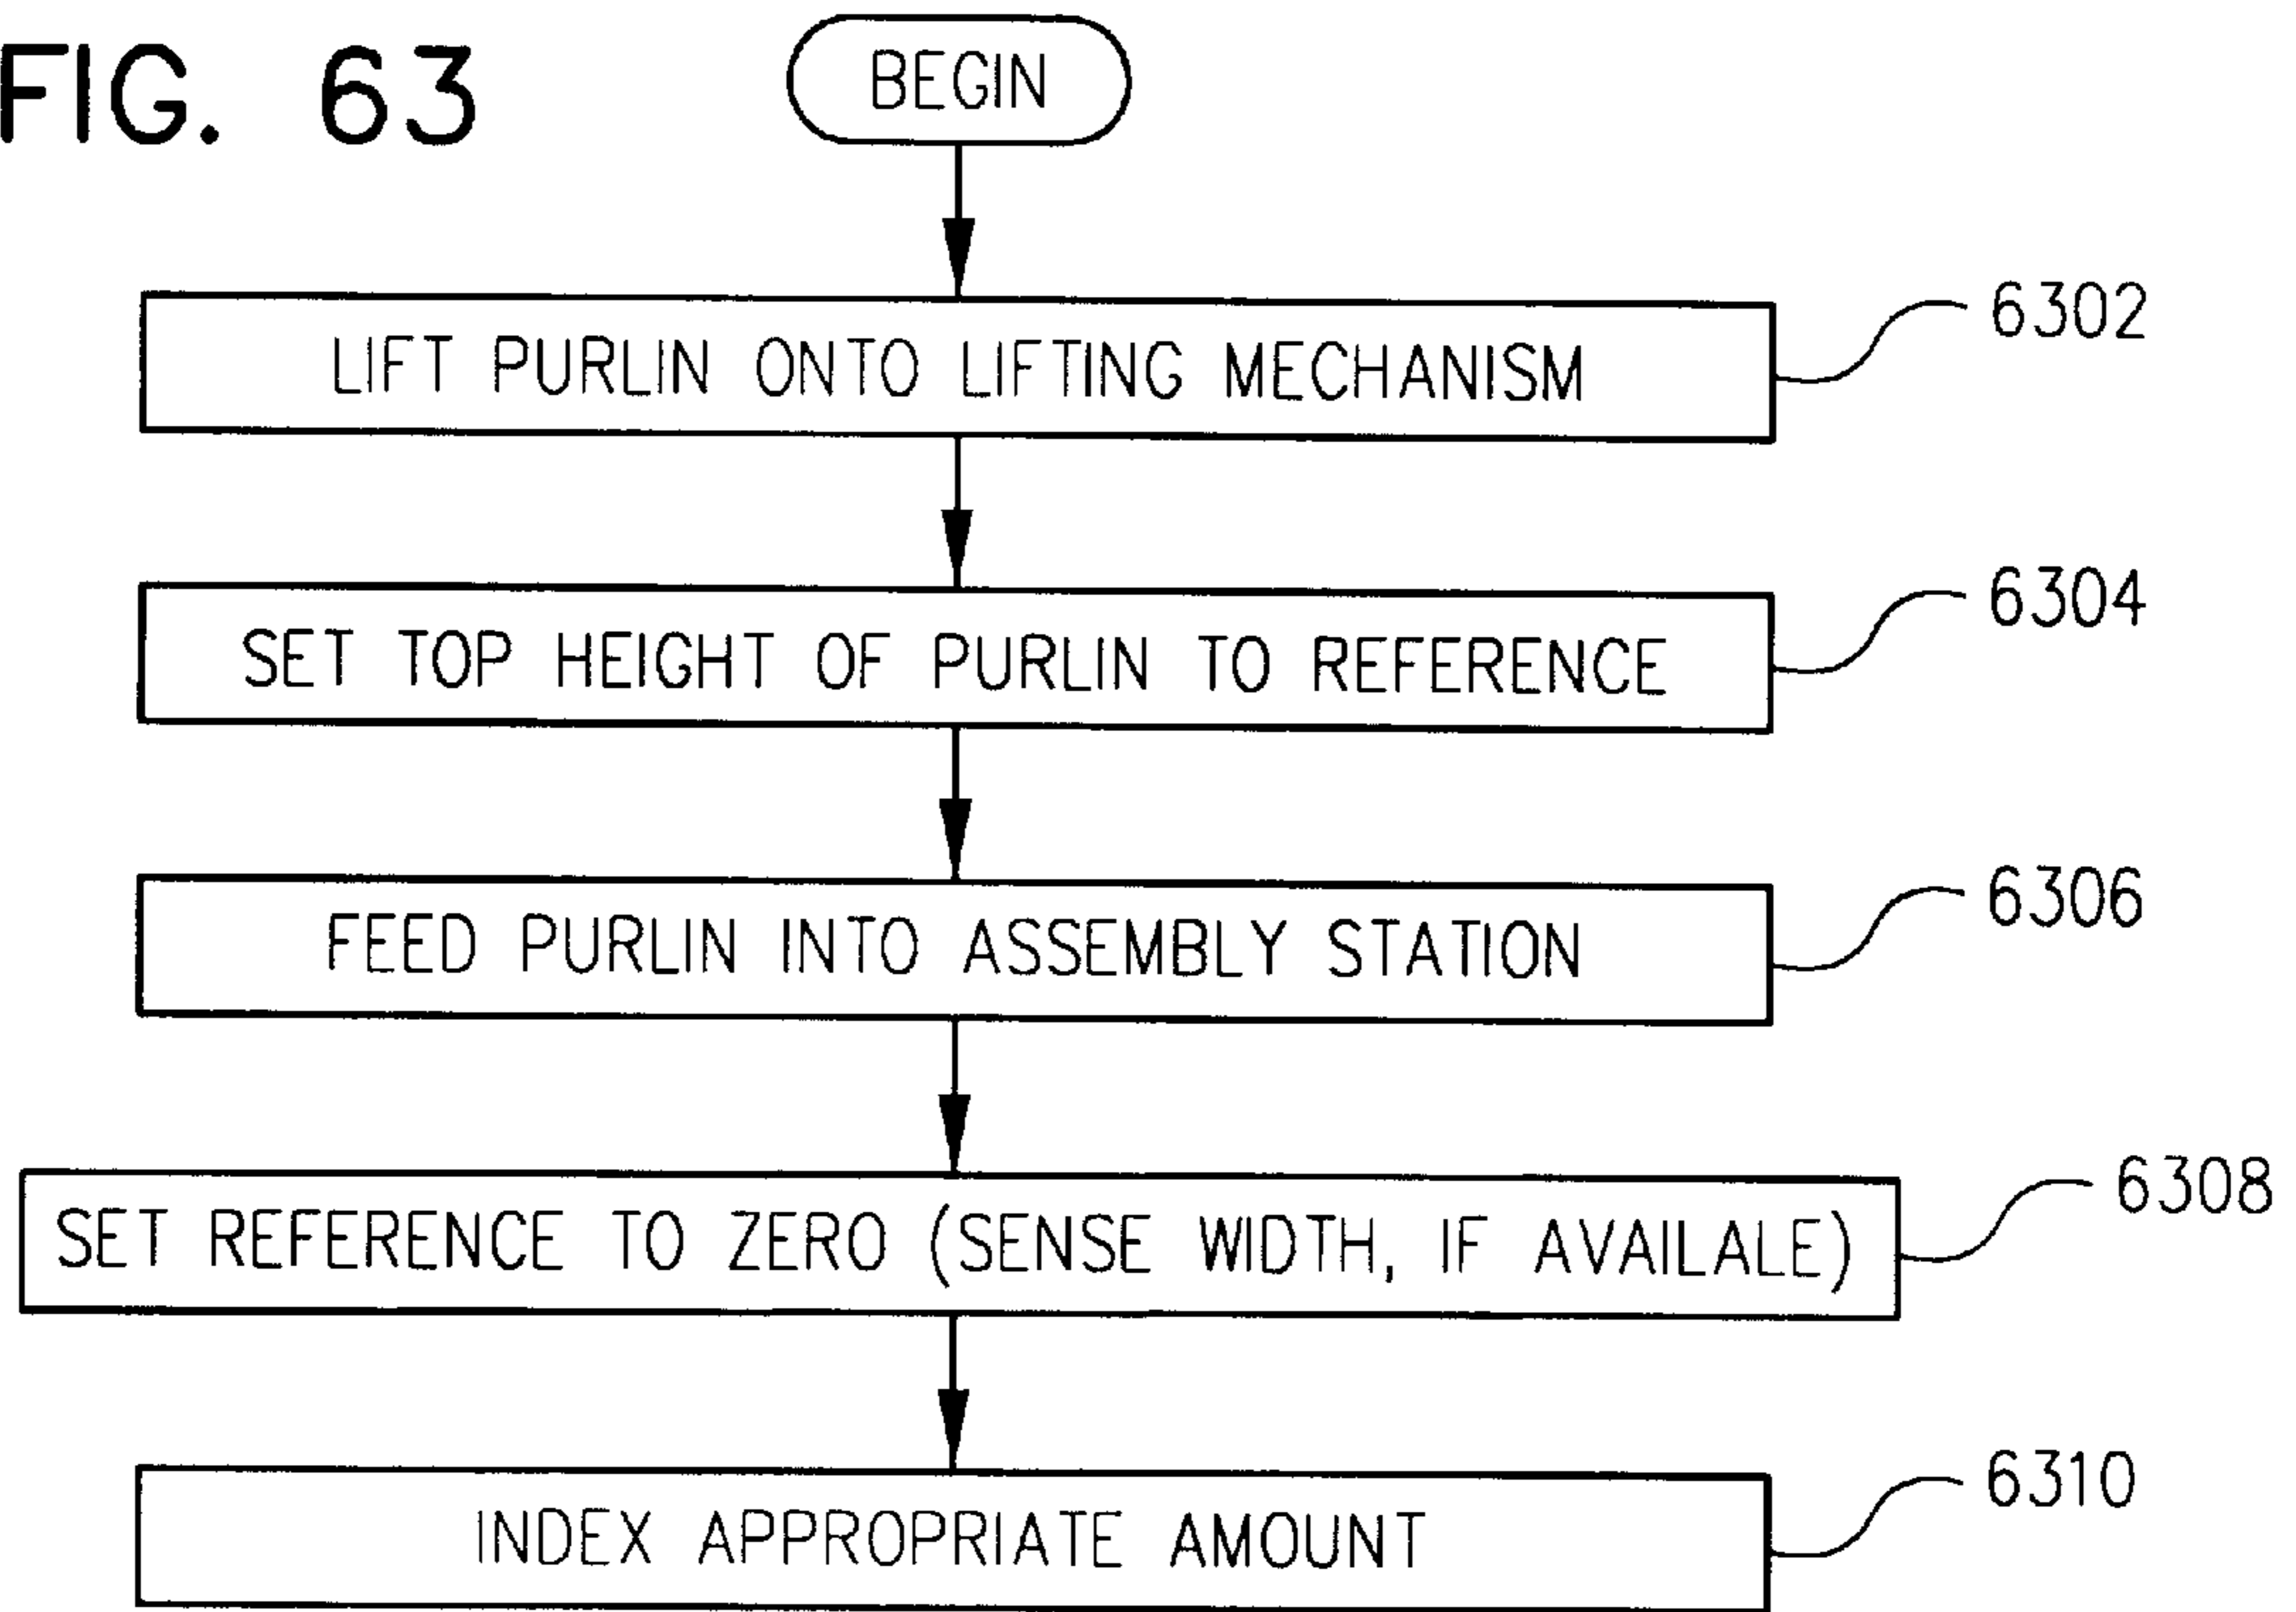 FIG. 63
BEGIN
LIFT PURLIN ONTO LIFTING MECHANISM
6302
SET TOP HEIGHT OF PURLIN TO REFERENCE
6304
FEED PURLIN INTO ASSEMBLY STATION
6306
SET REFERENCE TO ZERO (SENSE WIDTH, IF AVAILALE)
6308
INDEX APPROPRIATE AMOUNT
6310